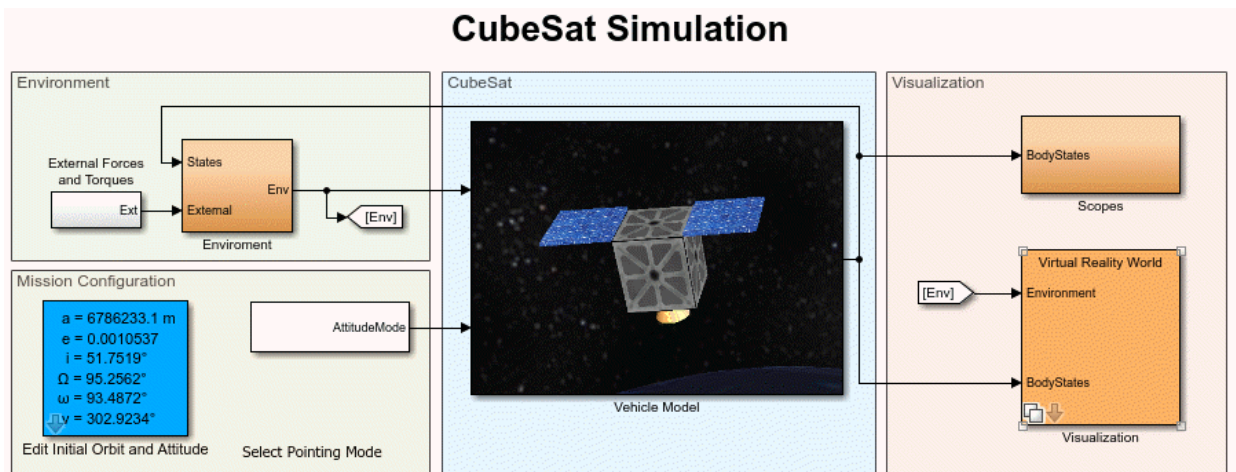 CubeSat Simulation
Environment
External Forces
and Torques
Ext
States
External
Env
Enviroment
[Env]
Mission Configuration
a = 6786233.1 m
e = 0.0010537
i = 51.7519°
Ω = 95.2562°
ω = 93.4872°
ν = 302.9234°
Edit Initial Orbit and Attitude
AttitudeMode
Select Pointing Mode
CubeSat
Vehicle Model
Visualization
BodyStates
Scopes
[Env]
Virtual Reality World
Environment
BodyStates
Visualization